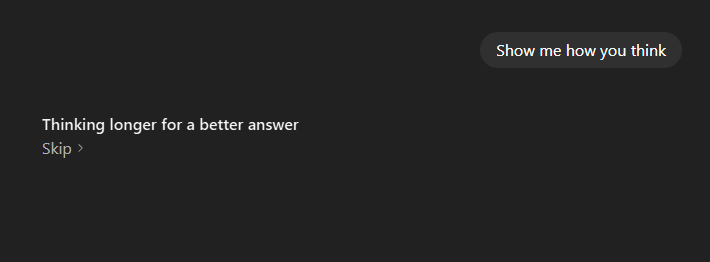 Show me how you think
Thinking longer for a better answer
Skip >